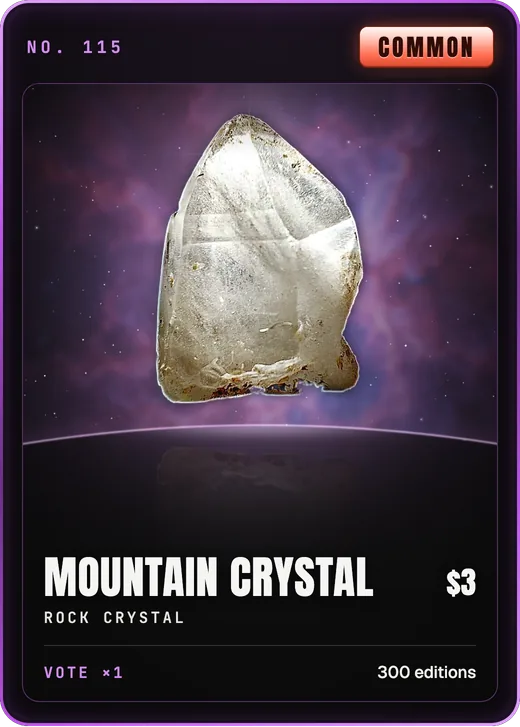 NO. 115
COMMON
MOUNTAIN CRYSTAL
$3
ROCK CRYSTAL
VOTE ×1
300 editions